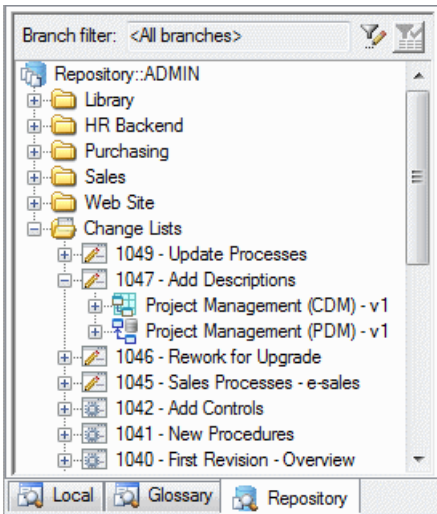 Branch filter: <All branches>
Repository::ADMIN
Library
HR Backend
Purchasing
Sales
Web Site
Change Lists
1049 - Update Processes
1047 - Add Descriptions
Project Management (CDM) - v1
Project Management (PDM) - v1
1046 - Rework for Upgrade
1045 - Sales Processes - e-sales
1042 - Add Controls
1041 - New Procedures
1040 - First Revision - Overview
Local Glossary Repository